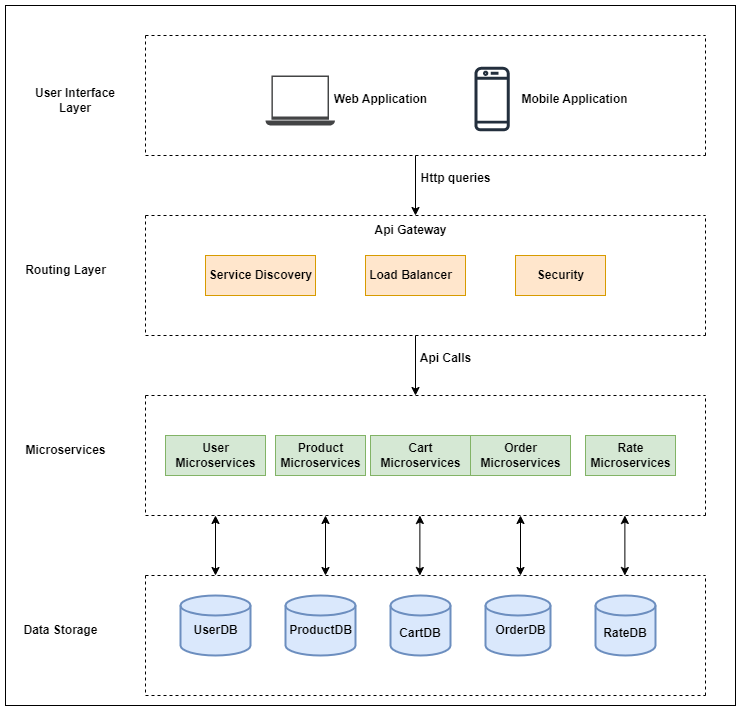 User Interface
Layer
Web Application
Mobile Application
Http queries
Api Gateway
Routing Layer
Service Discovery
Load Balancer
Security
Api Calls
Microservices
User
Microservices
Product
Microservices
Cart
Microservices
Order
Microservices
Rate
Microservices
Data Storage
UserDB
ProductDB
CartDB
OrderDB
RateDB